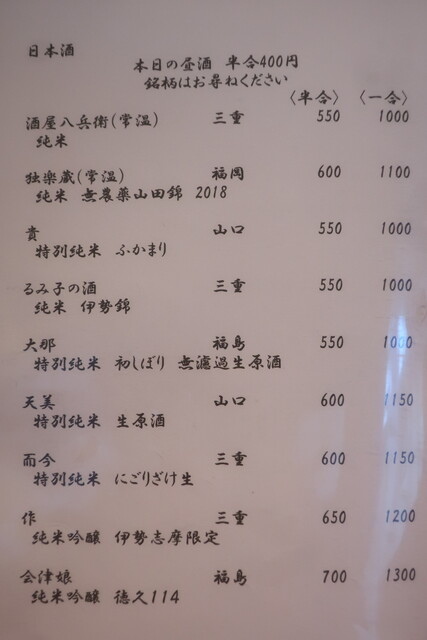 日本酒
本日の昼酒 半合400円
銘柄はお尋ねください
〈半合〉 〈一合〉
酒屋八兵衛(常温) 三重 550 1000
純米
独楽蔵(常温) 福岡 600 1100
純米 無農薬山田錦 2018
貴 山口 550 1000
特別純米 ふかまり
るみ子の酒 三重 550 1000
純米 伊勢錦
大那 福島 550 1000
特別純米 初しぼり 無濾過生原酒
天美 山口 600 1150
特別純米 生原酒
而今 三重 600 1150
特別純米 にごりざけ生
作 三重 650 1200
純米吟醸 伊勢志摩限定
会津娘 福島 700 1300
純米吟醸 徳久114